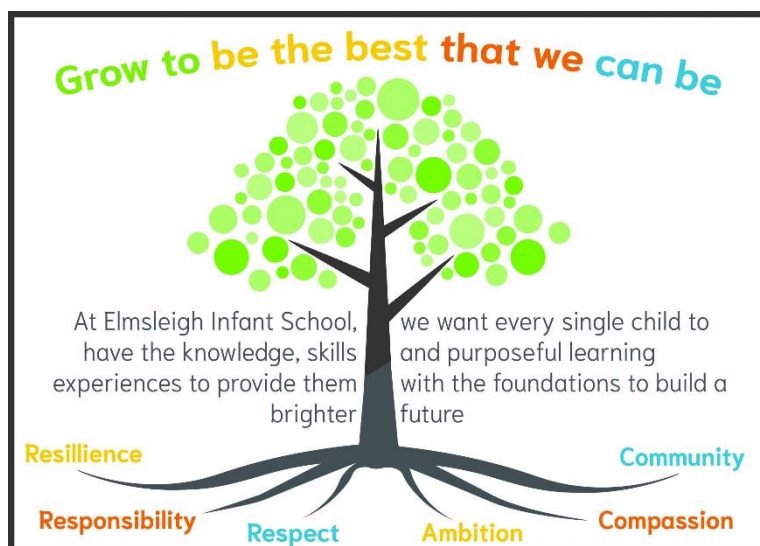 Grow to be the best that we can be
At Elmsleigh Infant School, we want every single child to
have the knowledge, skills and purposeful learning
experiences to provide them with the foundations to build a
brighter future
Resillience
Community
Responsibility
Respect
Ambition
Compassion